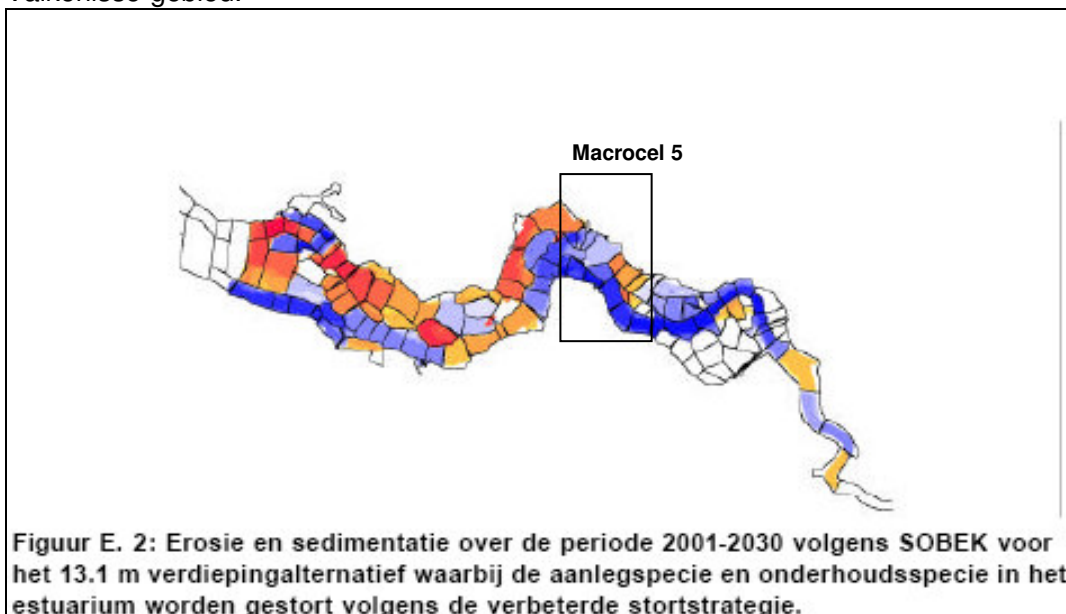 Macrocel 5
Figuur E. 2: Erosie en sedimentatie over de periode 2001-2030 volgens SOBEK voor
het 13.1 m verdiepingalternatief waarbij de aanlegspecie en onderhoudsspecie in het
estuarium worden gestort volgens de verbeterde stortstrategie.